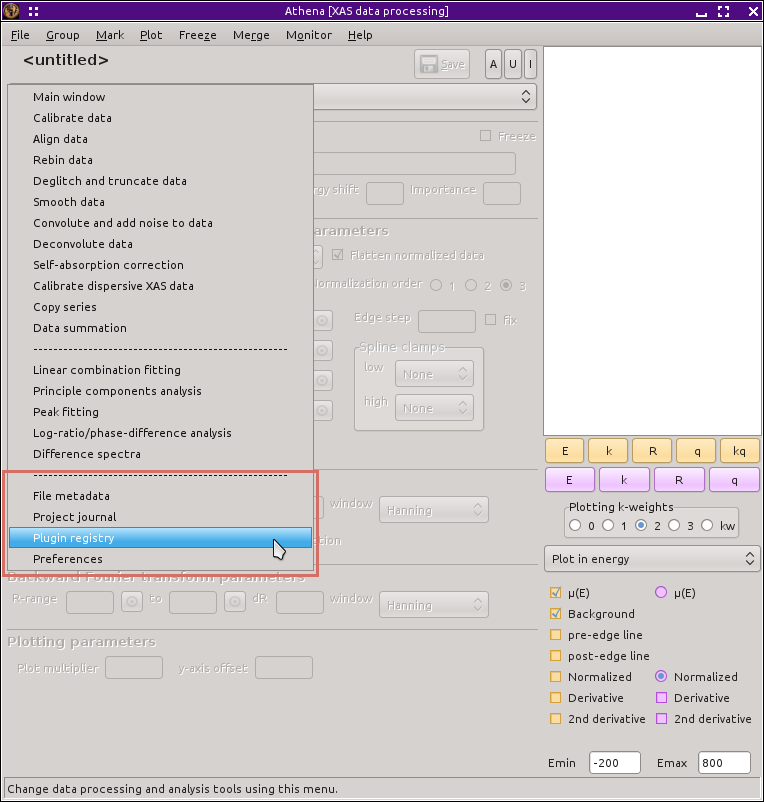 Athena [XAS data processing]
File Group Mark Plot Freeze Merge Monitor Help
<untitled>
Save A U I
Main window
Calibrate data
Align data
Rebin data
Deglitch and truncate data
Smooth data
Convolute and add noise to data
Deconvolute data
Self-absorption correction
Calibrate dispersive XAS data
Copy series
Data summation
------------------------------------------------
Linear combination fitting
Principle components analysis
Peak fitting
Log-ratio/phase-difference analysis
Difference spectra
------------------------------------------------
File metadata
Project journal
Plugin registry
Preferences
Freeze
rgy shift Importance
arameters
Flatten normalized data
ormalization order 1 2 3
Edge step fix
Spline clamps
low None
high None
window Hanning
tion
Backward Fourier transform parameters
R-range to dR window Hanning
Plotting parameters
Plot multiplier y-axis offset
E k R q kq
E k R q
Plotting k-weights
0 1 2 3 kw
Plot in energy
μ(E) μ(E)
Background
pre-edge line
post-edge line
Normalized Normalized
Derivative Derivative
2nd derivative 2nd derivative
Emin -200 Emax 800
Change data processing and analysis tools using this menu.